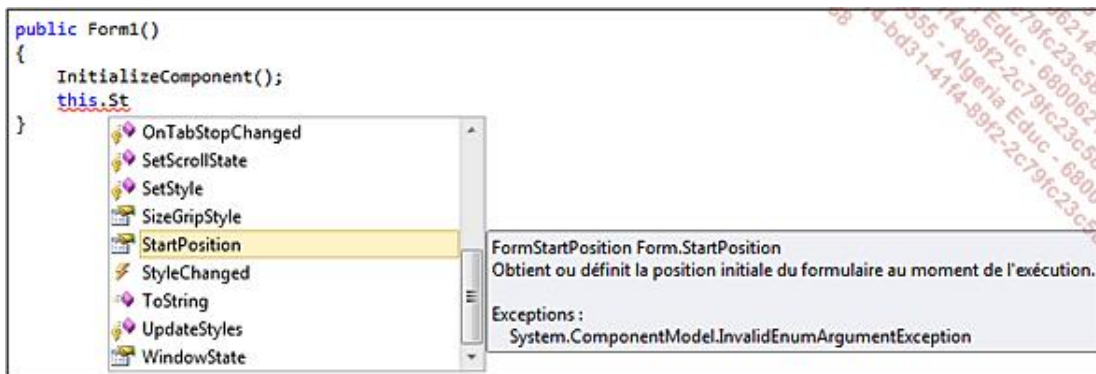 public Form1()
{
InitializeComponent();
this.St
}
OnTabStopChanged
SetScrollState
SetStyle
SizeGripStyle
StartPosition
StyleChanged
ToString
UpdateStyles
WindowState
FormStartPosition Form.StartPosition
Obtient ou définit la position initiale du formulaire au moment de l'exécution.
Exceptions :
System.ComponentModel.InvalidEnumArgumentException